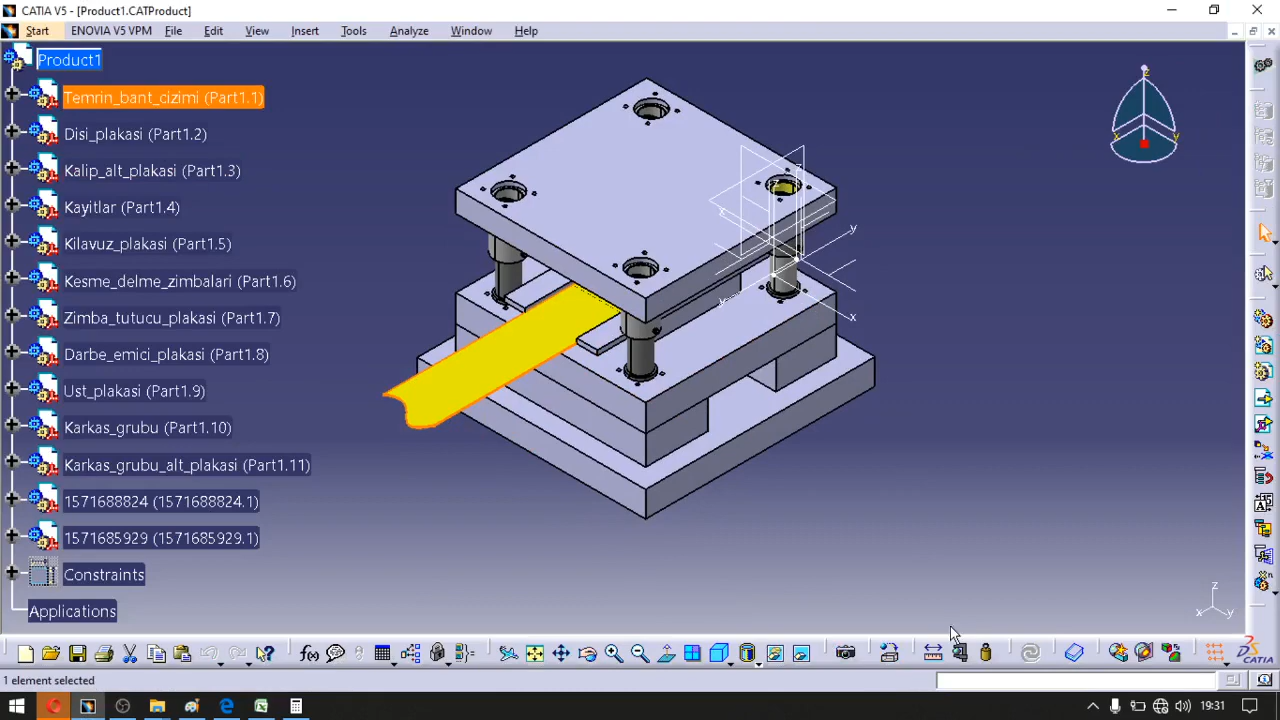 CATIA V5 - [Product1.CATProduct]
Start ENOVIA V5 VPM File Edit View Insert Tools Analyze Window Help
Product1
Temrin_bant_cizimi (Part1.1)
Disi_plakasi (Part1.2)
Kalip_alt_plakasi (Part1.3)
Kayitlar (Part1.4)
Kilavuz_plakasi (Part1.5)
Kesme_delme_zimbalari (Part1.6)
Zimba_tutucu_plakasi (Part1.7)
Darbe_emici_plakasi (Part1.8)
Ust_plakasi (Part1.9)
Karkas_grubu (Part1.10)
Karkas_grubu_alt_plakasi (Part1.11)
1571688824 (1571688824.1)
1571685929 (1571685929.1)
Constraints
Applications
z
y
y
x
z
x y
f(x)
CATIA
1 element selected
19:31